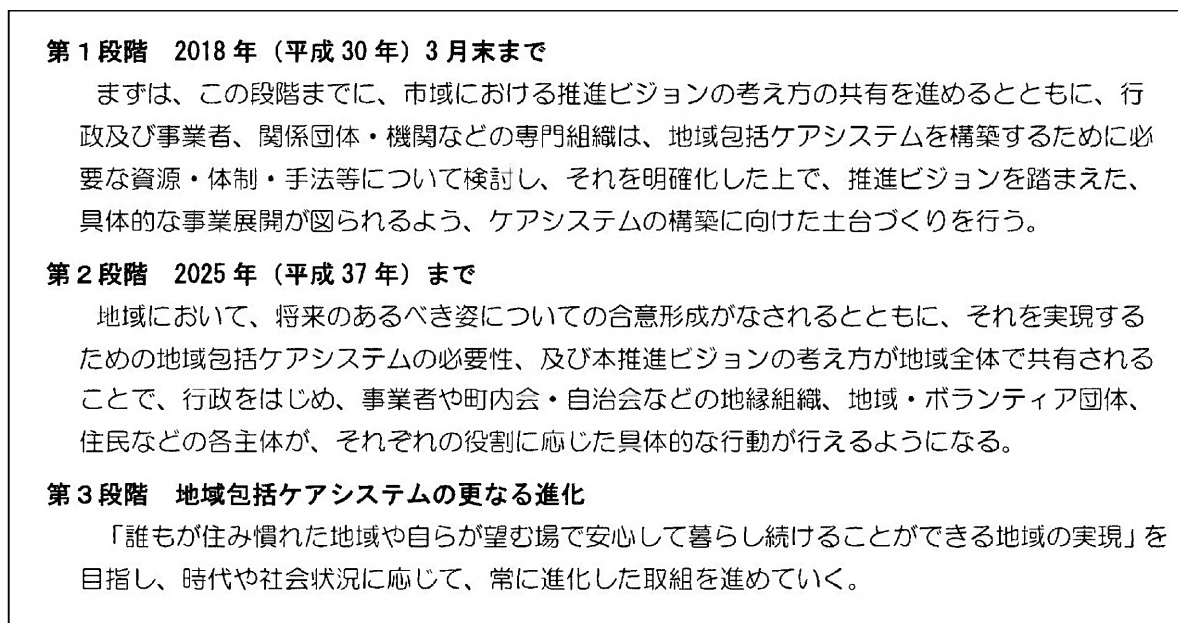 第１段階　2018 年（平成 30 年）3 月末まで
まずは、この段階までに、市域における推進ビジョンの考え方の共有を進めるとともに、行
政及び事業者、関係団体・機関などの専門組織は、地域包括ケアシステムを構築するために必
要な資源・体制・手法等について検討し、それを明確化した上で、推進ビジョンを踏まえた、
具体的な事業展開が図られるよう、ケアシステムの構築に向けた土台づくりを行う。
第２段階　2025 年（平成 37 年）まで
地域において、将来のあるべき姿についての合意形成がなされるとともに、それを実現する
ための地域包括ケアシステムの必要性、及び本推進ビジョンの考え方が地域全体で共有される
ことで、行政をはじめ、事業者や町内会・自治会などの地縁組織、地域・ボランティア団体、
住民などの各主体が、それぞれの役割に応じた具体的な行動が行えるようになる。
第３段階　地域包括ケアシステムの更なる進化
「誰もが住み慣れた地域や自らが望む場で安心して暮らし続けることができる地域の実現」を
目指し、時代や社会状況に応じて、常に進化した取組を進めていく。